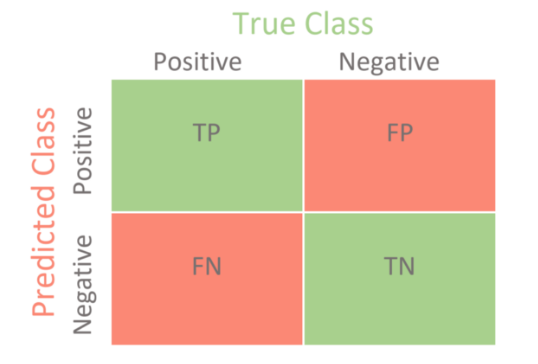 True Class
Positive Negative
Predicted Class
Positive
TP FP
Negative
FN TN